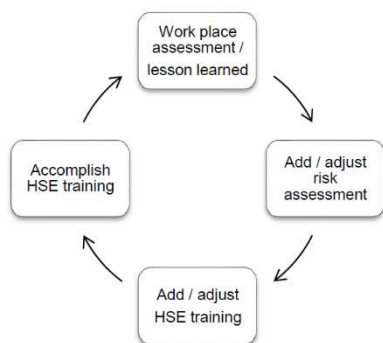 Work place
assessment /
lesson learned
Add / adjust
risk
assessment
Add / adjust
HSE training
Accomplish
HSE training